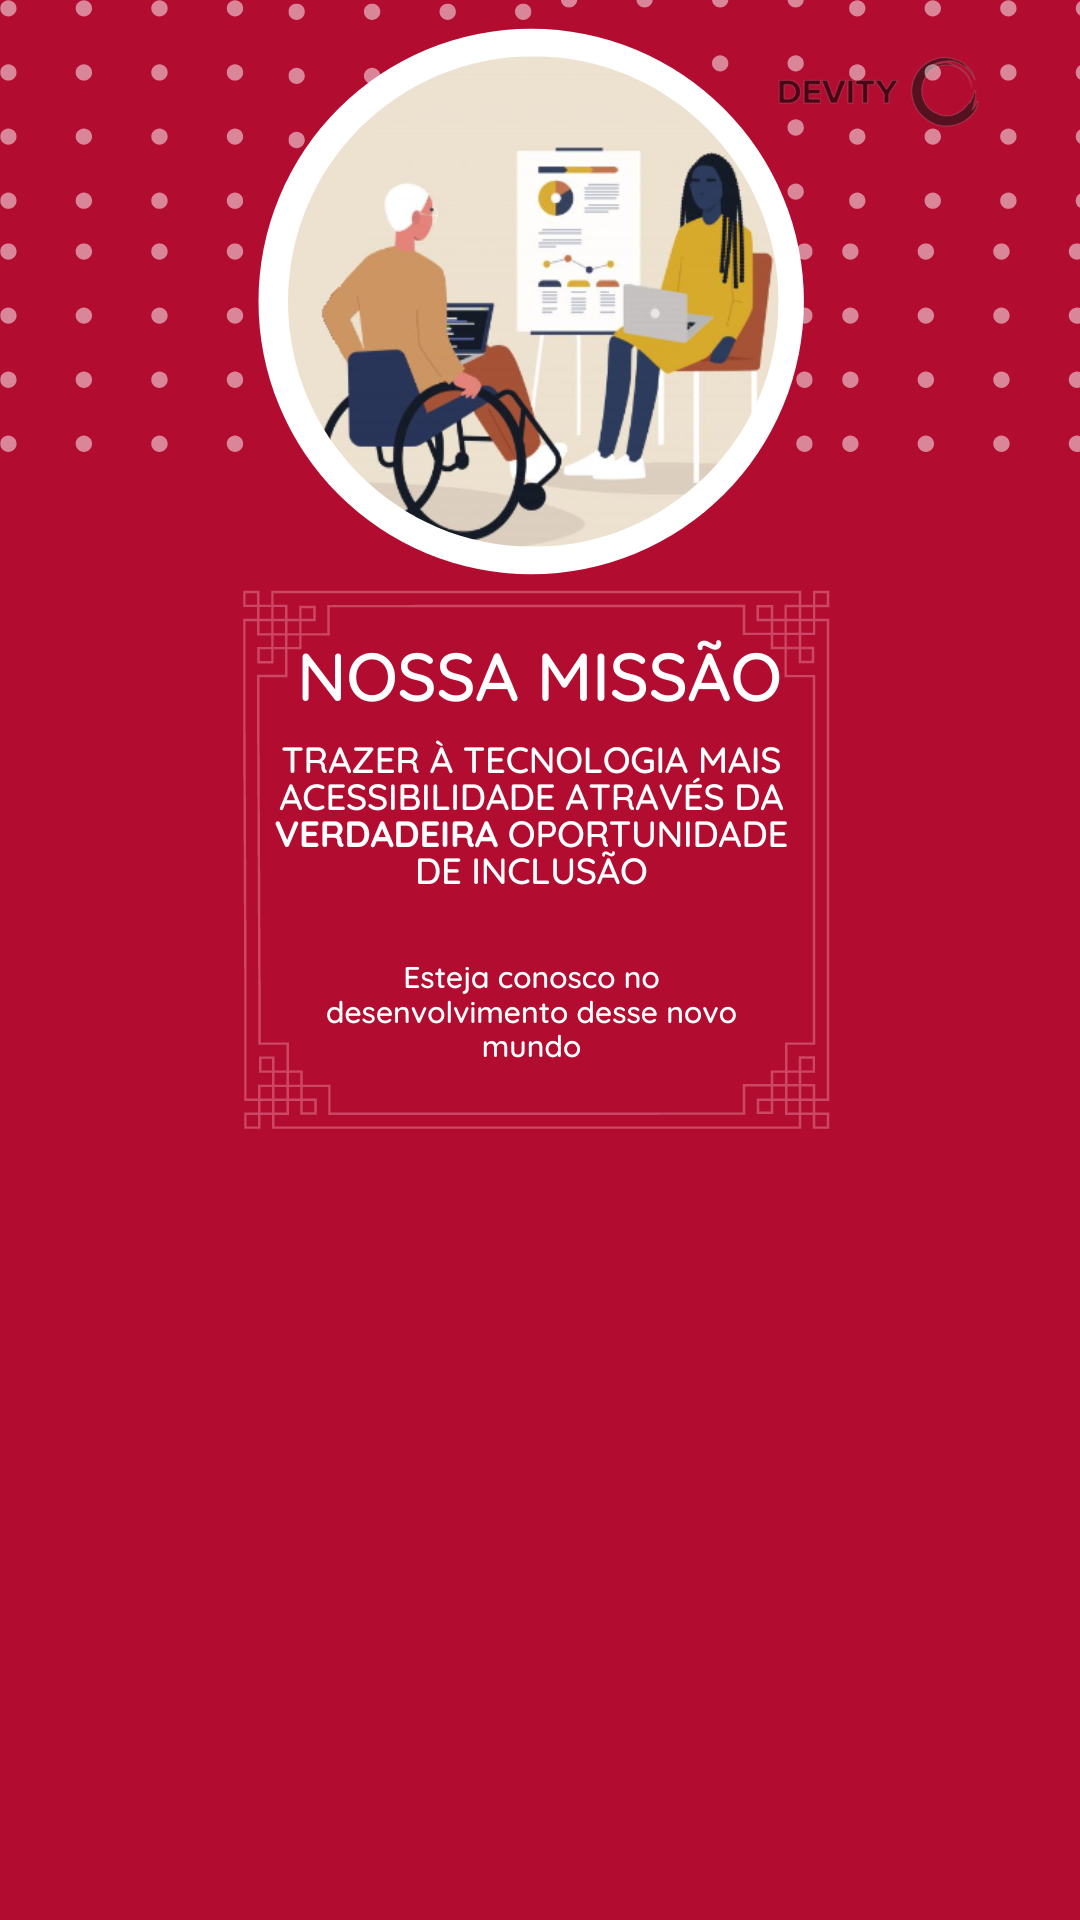 DEVITY
NOSSA MISSÃO
TRAZER À TECNOLOGIA MAIS
ACESSIBILIDADE ATRAVÉS DA
VERDADEIRA OPORTUNIDADE
DE INCLUSÃO
Esteja conosco no
desenvolvimento desse novo
mundo